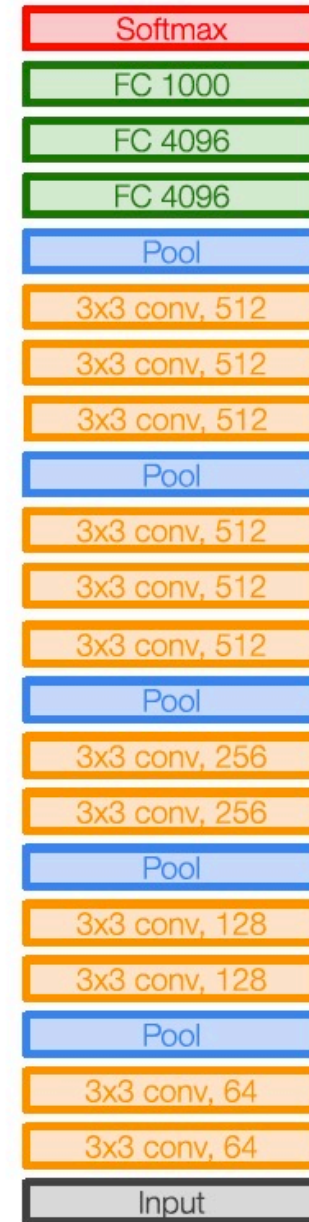 Softmax
FC 1000
FC 4096
FC 4096
Pool
3x3 conv, 512
3x3 conv, 512
3x3 conv, 512
Pool
3x3 conv, 512
3x3 conv, 512
3x3 conv, 512
Pool
3x3 conv, 256
3x3 conv, 256
Pool
3x3 conv, 128
3x3 conv, 128
Pool
3x3 conv, 64
3x3 conv, 64
Input